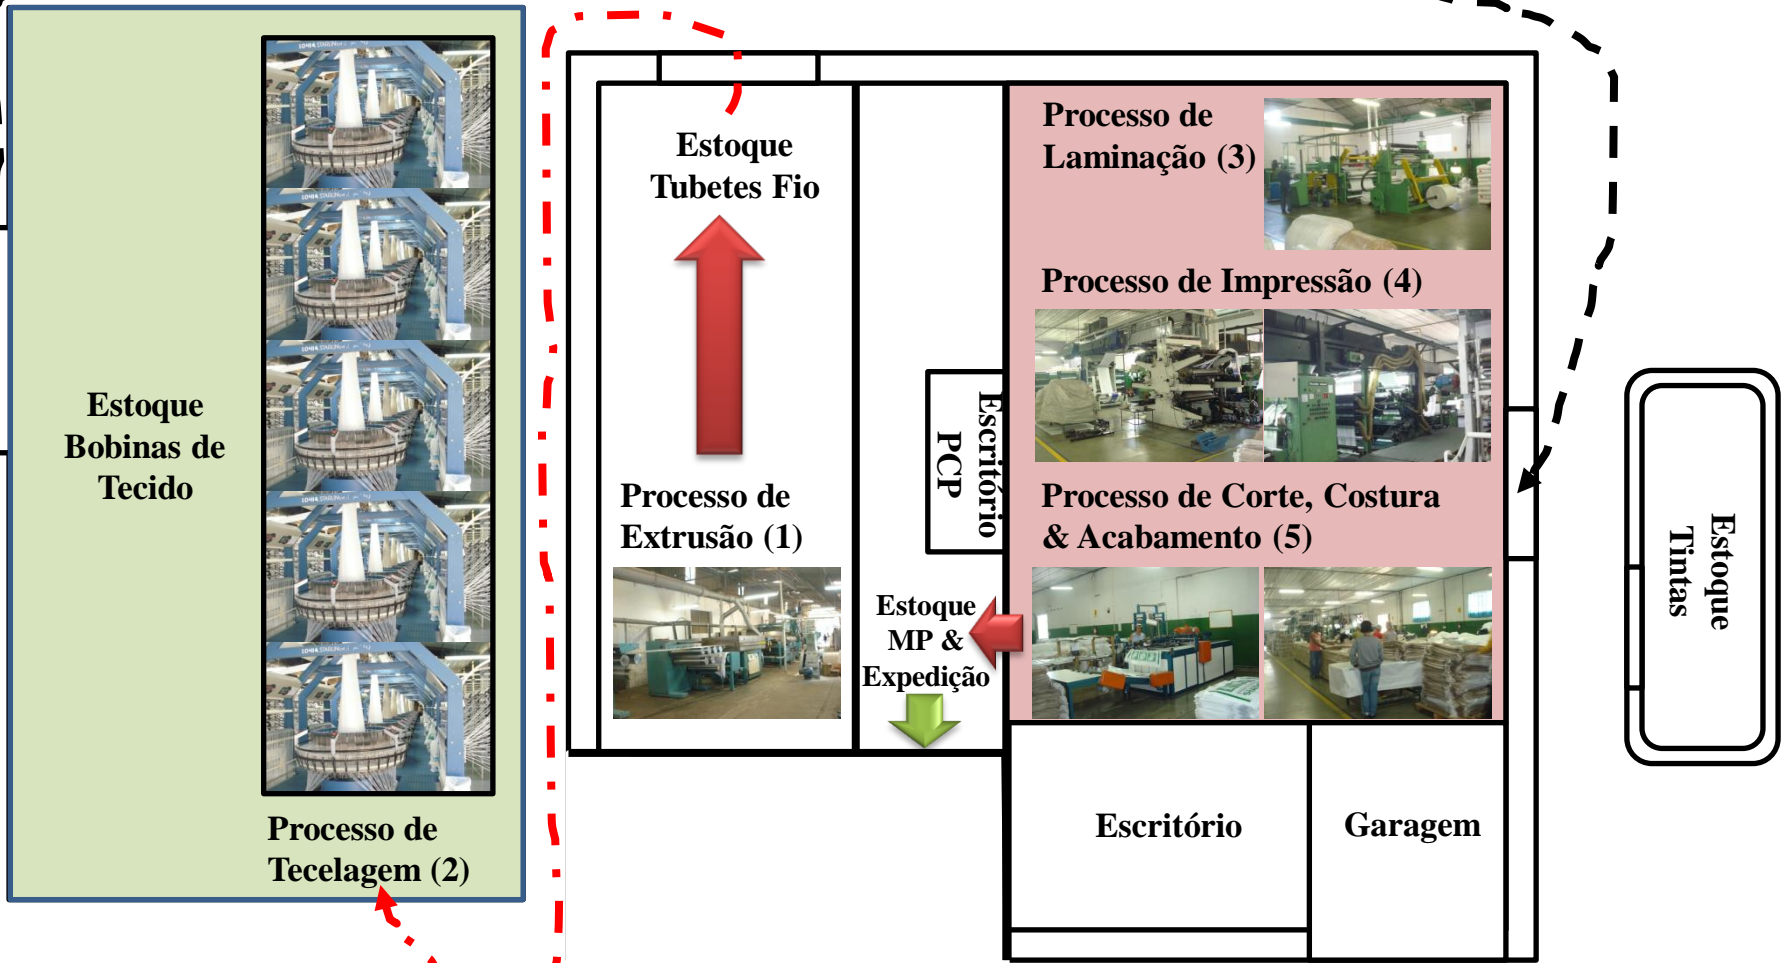 Estoque
Bobinas de
Tecido
Processo de
Tecelagem (2)
Estoque
Tubetes Fio
Processo de
Extrusão (1)
Escritório
PCP
Estoque
MP &
Expedição
Processo de
Laminação (3)
Processo de Impressão (4)
Processo de Corte, Costura
& Acabamento (5)
Escritório
Garagem
Estoque
Tintas